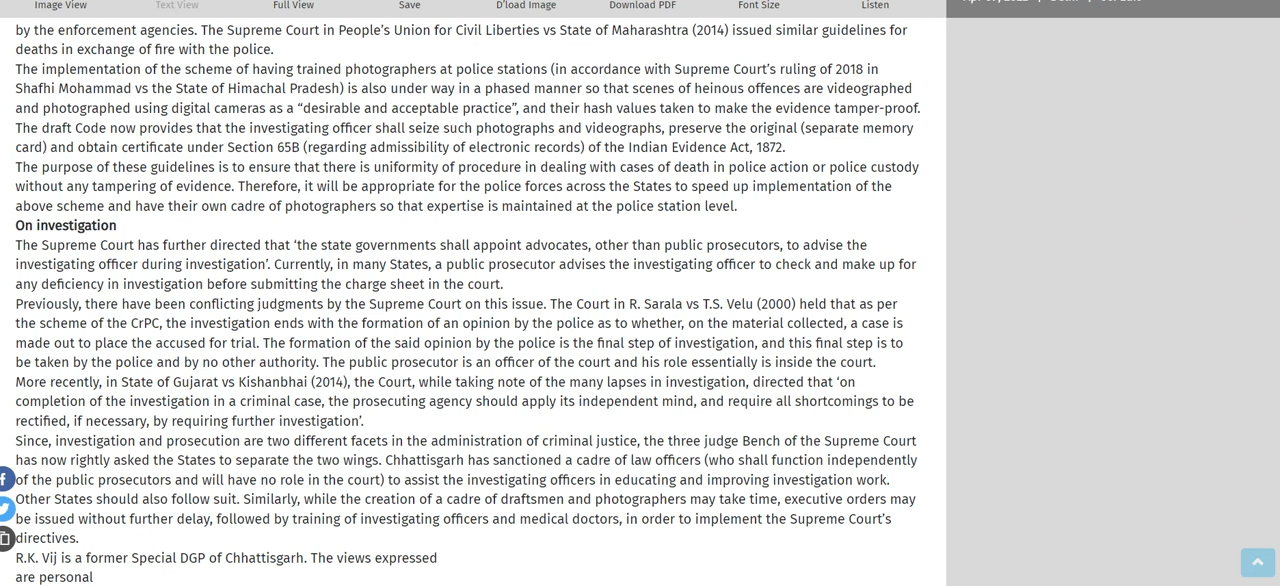 Image View Text View Full View Save D'load Image Download PDF Font Size Listen
by the enforcement agencies. The Supreme Court in People's Union for Civil Liberties vs State of Maharashtra (2014) issued similar guidelines for
deaths in exchange of fire with the police.
The implementation of the scheme of having trained photographers at police stations (in accordance with Supreme Court's ruling of 2018 in
Shafhi Mohammad vs the State of Himachal Pradesh) is also under way in a phased manner so that scenes of heinous offences are videographed
and photographed using digital cameras as a “desirable and acceptable practice”, and their hash values taken to make the evidence tamper-proof.
The draft Code now provides that the investigating officer shall seize such photographs and videographs, preserve the original (separate memory
card) and obtain certificate under Section 65B (regarding admissibility of electronic records) of the Indian Evidence Act, 1872.
The purpose of these guidelines is to ensure that there is uniformity of procedure in dealing with cases of death in police action or police custody
without any tampering of evidence. Therefore, it will be appropriate for the police forces across the States to speed up implementation of the
above scheme and have their own cadre of photographers so that expertise is maintained at the police station level.
On investigation
The Supreme Court has further directed that ‘the state governments shall appoint advocates, other than public prosecutors, to advise the
investigating officer during investigation’. Currently, in many States, a public prosecutor advises the investigating officer to check and make up for
any deficiency in investigation before submitting the charge sheet in the court.
Previously, there have been conflicting judgments by the Supreme Court on this issue. The Court in R. Sarala vs T.S. Velu (2000) held that as per
the scheme of the CrPC, the investigation ends with the formation of an opinion by the police as to whether, on the material collected, a case is
made out to place the accused for trial. The formation of the said opinion by the police is the final step of investigation, and this final step is to
be taken by the police and by no other authority. The public prosecutor is an officer of the court and his role essentially is inside the court.
More recently, in State of Gujarat vs Kishanbhai (2014), the Court, while taking note of the many lapses in investigation, directed that ‘on
completion of the investigation in a criminal case, the prosecuting agency should apply its independent mind, and require all shortcomings to be
rectified, if necessary, by requiring further investigation’.
Since, investigation and prosecution are two different facets in the administration of criminal justice, the three judge Bench of the Supreme Court
has now rightly asked the States to separate the two wings. Chhattisgarh has sanctioned a cadre of law officers (who shall function independently
of the public prosecutors and will have no role in the court) to assist the investigating officers in educating and improving investigation work.
Other States should also follow suit. Similarly, while the creation of a cadre of draftsmen and photographers may take time, executive orders may
be issued without further delay, followed by training of investigating officers and medical doctors, in order to implement the Supreme Court's
directives.
R.K. Vij is a former Special DGP of Chhattisgarh. The views expressed
are personal